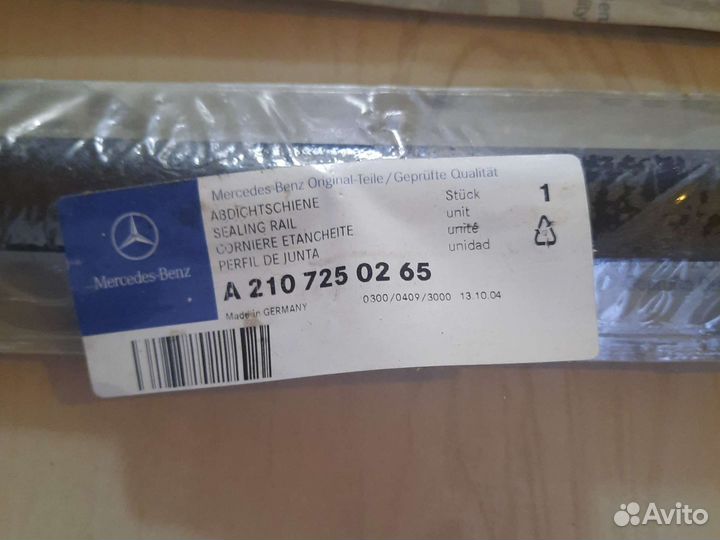 Mercedes-Benz Original-Teile/Geprüfte Qualität
ABDICHTSCHIENE
SEALING RAIL
CORNIERE ETANCHEITE
PERFIL DE JUNTA
Stück 1
unit
unité
unidad
Mercedes-Benz
A 210 725 02 65
Made in GERMANY
0300/0409/3000 13.10.04
Avito